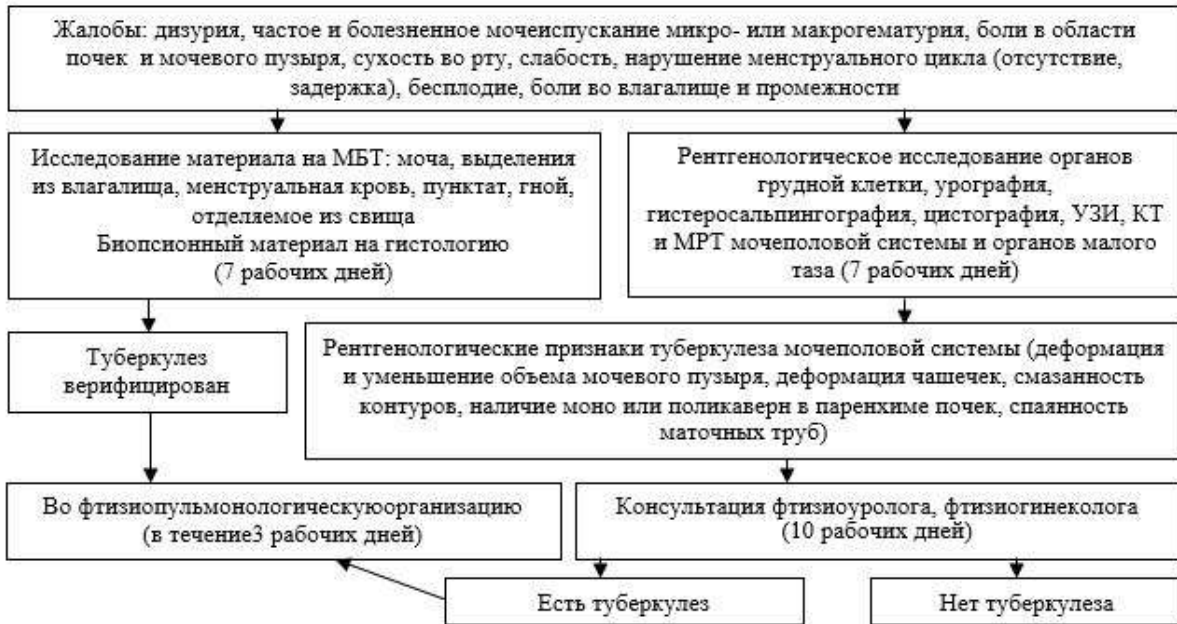 Жалобы: дизурия, частое и болезненное мочеиспускание микро- или макрогематурия, боли в области
почек и мочевого пузыря, сухость во рту, слабость, нарушение менструального цикла (отсутствие,
задержка), бесплодие, боли во влагалище и промежности
Исследование материала на МБТ: моча, выделения
из влагалища, менструальная кровь, пунктат, гной,
отделяемое из свища
Биопсионный материал на гистологию
(7 рабочих дней)
Рентгенологическое исследование органов
грудной клетки, урография,
гистеросальпингография, цистография, УЗИ, КТ
и МРТ мочеполовой системы и органов малого
таза (7 рабочих дней)
Туберкулез
верифицирован
Рентгенологические признаки туберкулеза мочеполовой системы (деформация
и уменьшение объема мочевого пузыря, деформация чашечек, смазанность
контуров, наличие моно или поликаверн в паренхиме почек, спаянность
маточных труб)
Во фтизиопульмонологическуюорганизацию
(в течение3 рабочих дней)
Консультация фтизиоуролога, фтизиогинеколога
(10 рабочих дней)
Есть туберкулез
Нет туберкулеза